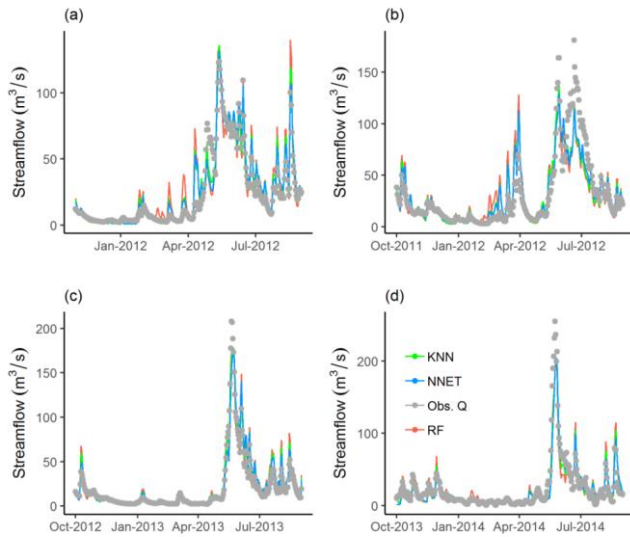 (a)
Streamflow (m³/s)
100
50
0
Jan-2012 Apr-2012 Jul-2012
(b)
Streamflow (m³/s)
150
100
50
0
Oct-2011 Jan-2012 Apr-2012 Jul-2012
(c)
Streamflow (m³/s)
200
150
100
50
0
Oct-2012 Jan-2013 Apr-2013 Jul-2013
(d)
Streamflow (m³/s)
200
100
0
KNN
NNET
Obs. Q
RF
Oct-2013 Jan-2014 Apr-2014 Jul-2014